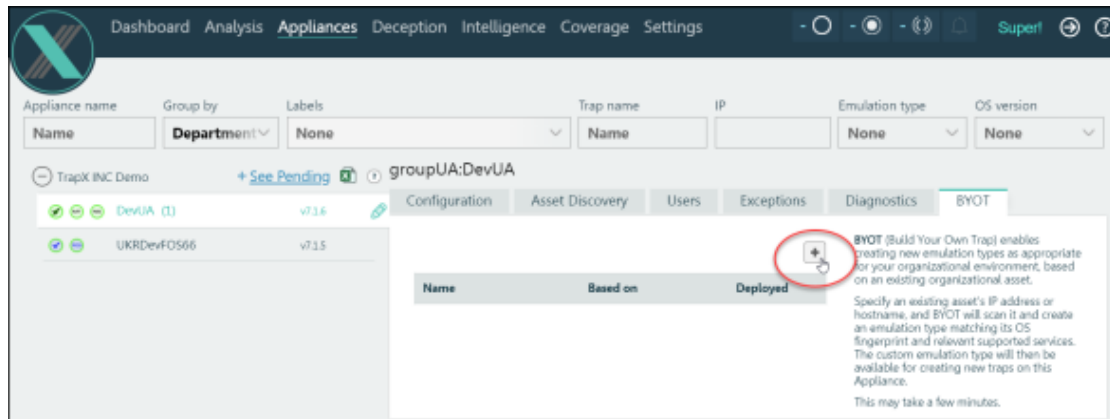 Dashboard Analysis Appliances Deception Intelligence Coverage Settings Super!
Appliance name Group by Labels Trap name IP Emulation type OS version
Name Department None Name None None
TrapX INC Demo + See Pending
groupUA:DevUA
Configuration Asset Discovery Users Exceptions Diagnostics BYOT
DevUA (1) v7.1.6
UKRDevFOS66 v7.1.5
+
Name Based on Deployed
BYOT (Build Your Own Trap) enables
creating new emulation types as appropriate
for your organizational environment, based
on an existing organizational asset.
Specify an existing asset's IP address or
hostname, and BYOT will scan it and create
an emulation type matching its OS
fingerprint and relevant supported services.
The custom emulation type will then be
available for creating new traps on this
Appliance.
This may take a few minutes.